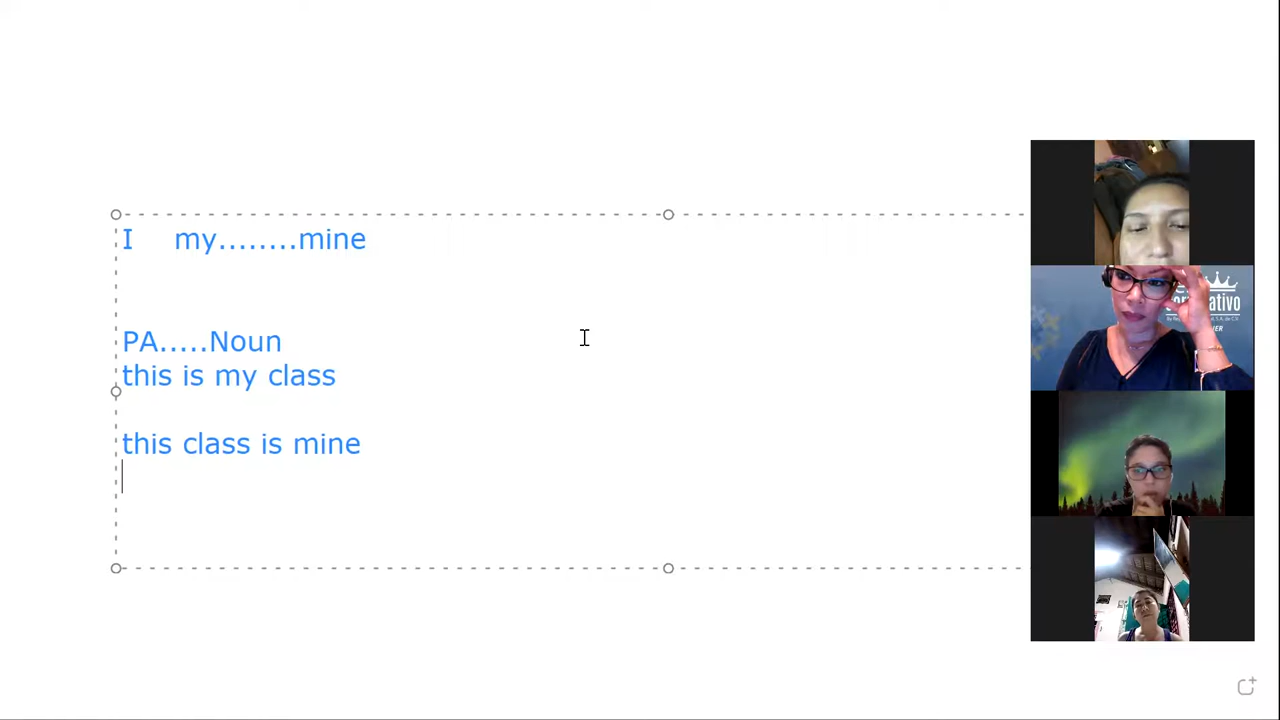 I my........mine
PA.....Noun
this is my class
this class is mine